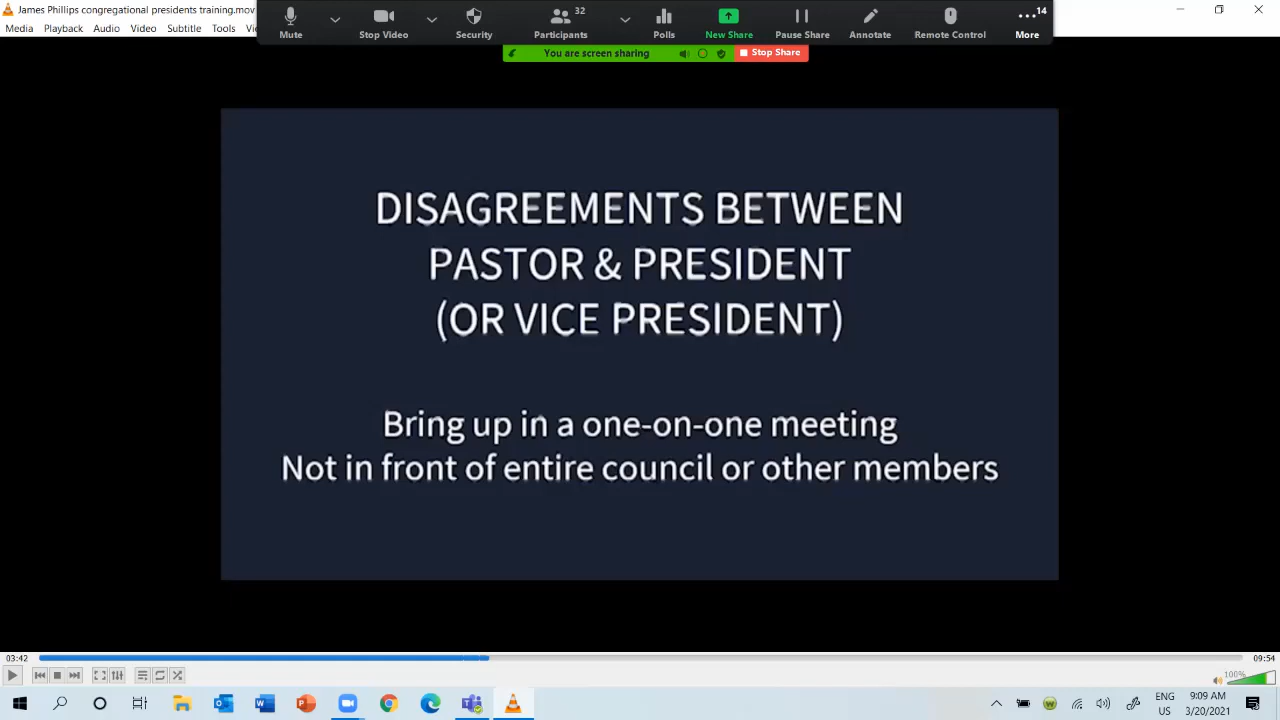 James Phillips congregational presidents training.mov
Media Playback Audio Video Subtitle Tools
Mute
Stop Video
Security
32
Participants
Polls
New Share
Pause Share
Annotate
Remote Control
14
More
You are screen sharing
Stop Share
DISAGREEMENTS BETWEEN
PASTOR & PRESIDENT
(OR VICE PRESIDENT)
Bring up in a one-on-one meeting
Not in front of entire council or other members
03:42
09:54
100%
ENG
US
9:09 AM
3/20/2021